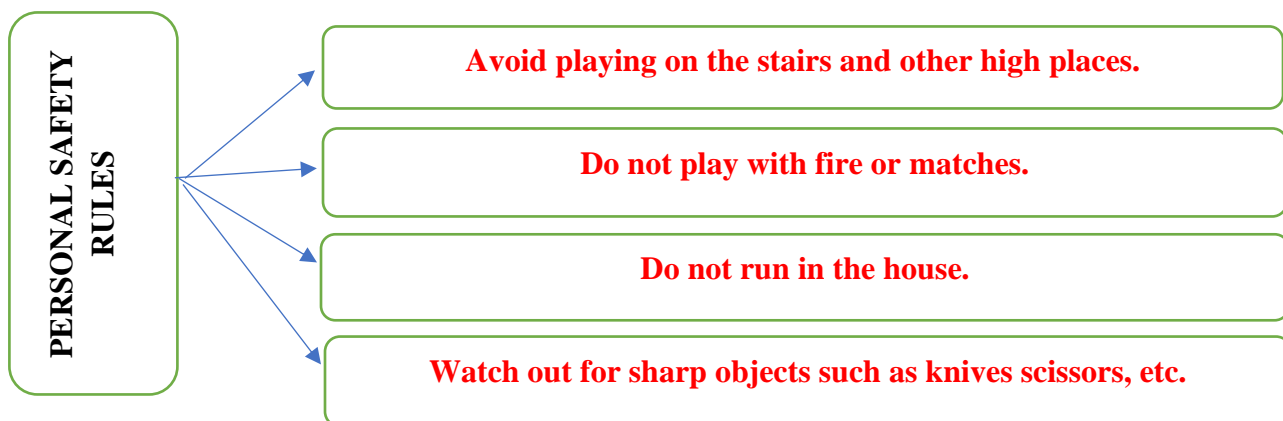 PERSONAL SAFETY
RULES
Avoid playing on the stairs and other high places.
Do not play with fire or matches.
Do not run in the house.
Watch out for sharp objects such as knives scissors, etc.